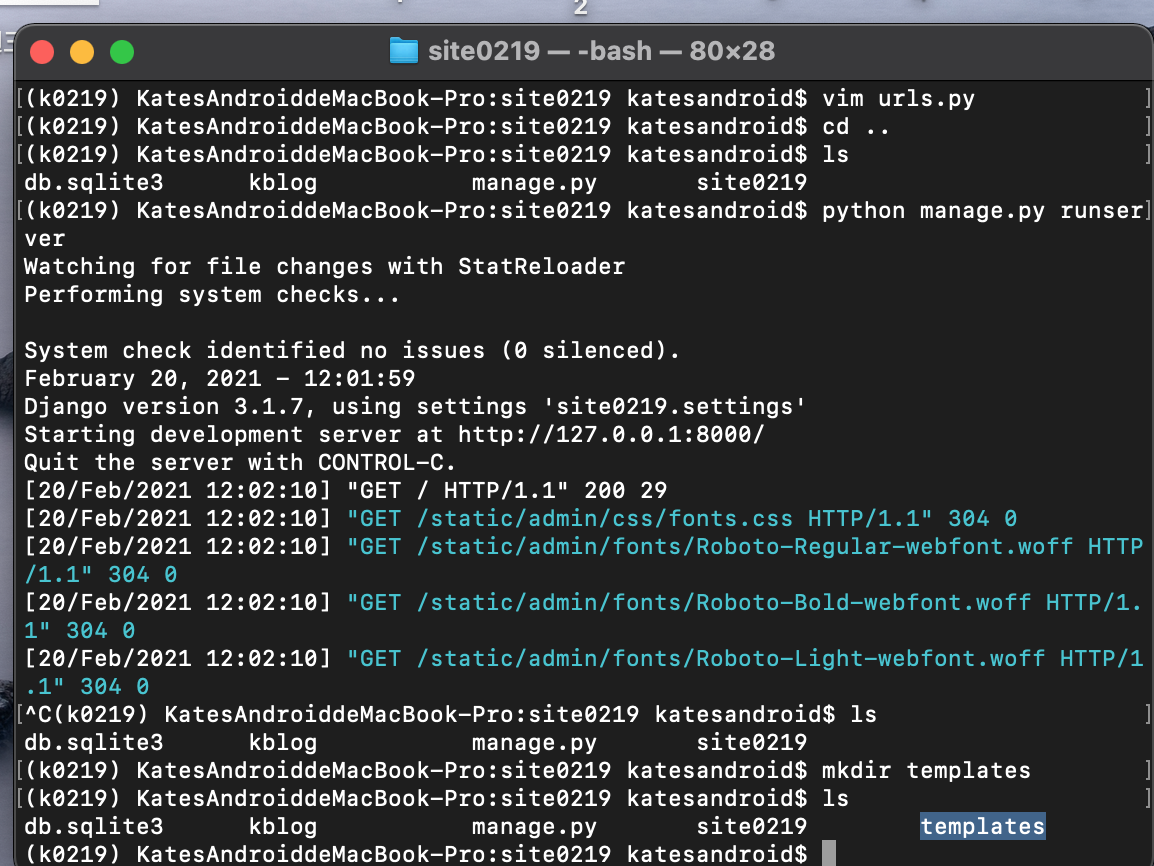 2
site0219 — -bash — 80×28
[(k0219) KatesAndroiddeMacBook-Pro:site0219 katesandroid$ vim urls.py ]
[(k0219) KatesAndroiddeMacBook-Pro:site0219 katesandroid$ cd .. ]
[(k0219) KatesAndroiddeMacBook-Pro:site0219 katesandroid$ ls ]
db.sqlite3 kblog manage.py site0219
[(k0219) KatesAndroiddeMacBook-Pro:site0219 katesandroid$ python manage.py runser]
ver
Watching for file changes with StatReloader
Performing system checks...
System check identified no issues (0 silenced).
February 20, 2021 - 12:01:59
Django version 3.1.7, using settings 'site0219.settings'
Starting development server at http://127.0.0.1:8000/
Quit the server with CONTROL-C.
[20/Feb/2021 12:02:10] "GET / HTTP/1.1" 200 29
[20/Feb/2021 12:02:10] "GET /static/admin/css/fonts.css HTTP/1.1" 304 0
[20/Feb/2021 12:02:10] "GET /static/admin/fonts/Roboto-Regular-webfont.woff HTTP
/1.1" 304 0
[20/Feb/2021 12:02:10] "GET /static/admin/fonts/Roboto-Bold-webfont.woff HTTP/1.
1" 304 0
[20/Feb/2021 12:02:10] "GET /static/admin/fonts/Roboto-Light-webfont.woff HTTP/1
.1" 304 0
[^C(k0219) KatesAndroiddeMacBook-Pro:site0219 katesandroid$ ls ]
db.sqlite3 kblog manage.py site0219
[(k0219) KatesAndroiddeMacBook-Pro:site0219 katesandroid$ mkdir templates ]
[(k0219) KatesAndroiddeMacBook-Pro:site0219 katesandroid$ ls ]
db.sqlite3 kblog manage.py site0219 templates
(k0219) KatesAndroiddeMacBook-Pro:site0219 katesandroid$